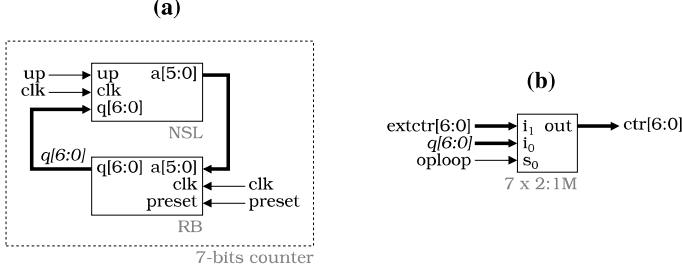 (a)
up
up
a[5:0]
clk
clk
q[6:0]
NSL
q[6:0]
q[6:0]
a[5:0]
clk
clk
preset
preset
RB
7-bits counter
(b)
extctr[6:0]
i1
out
ctr[6:0]
q[6:0]
i0
oploop
s0
7 x 2:1M